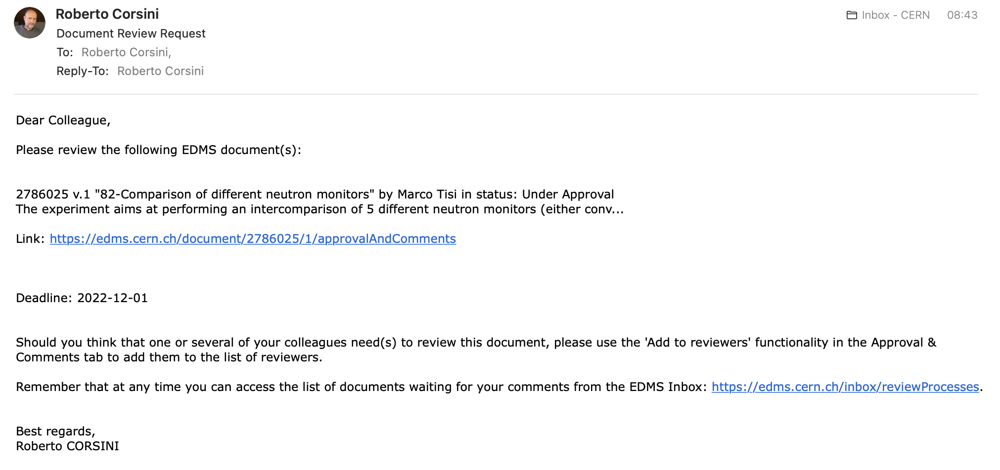 Roberto Corsini
Inbox - CERN 08:43
Document Review Request
To: Roberto Corsini,
Reply-To: Roberto Corsini
Dear Colleague,
Please review the following EDMS document(s):
2786025 v.1 "82-Comparison of different neutron monitors" by Marco Tisi in status: Under Approval
The experiment aims at performing an intercomparison of 5 different neutron monitors (either conv...
Link: https://edms.cern.ch/document/2786025/1/approvalAndComments
Deadline: 2022-12-01
Should you think that one or several of your colleagues need(s) to review this document, please use the 'Add to reviewers' functionality in the Approval &
Comments tab to add them to the list of reviewers.
Remember that at any time you can access the list of documents waiting for your comments from the EDMS Inbox: https://edms.cern.ch/inbox/reviewProcesses.
Best regards,
Roberto CORSINI